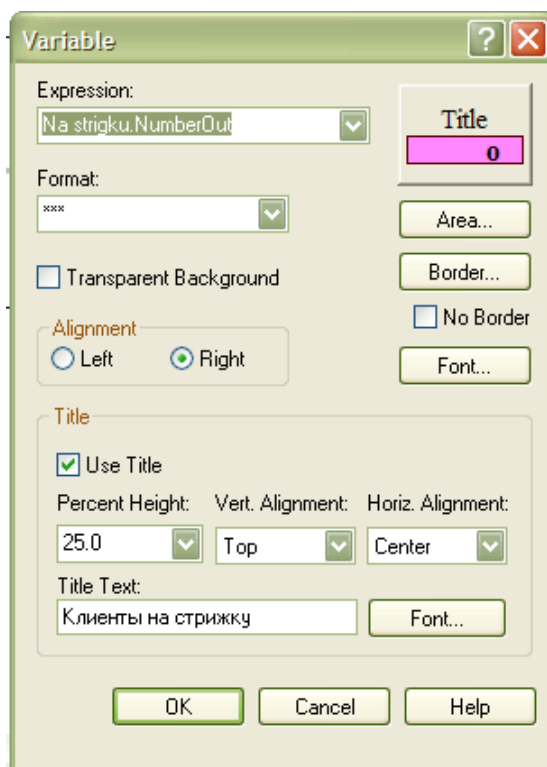 Variable
Expression:
Na strigku.NumberOut
Title
0
Format:
***
Area...
Transparent Background
Border...
No Border
Alignment
Left
Right
Font...
Title
Use Title
Percent Height:
Vert. Alignment:
Horiz. Alignment:
25.0
Top
Center
Title Text:
Клиенты на стрижку
Font...
OK
Cancel
Help